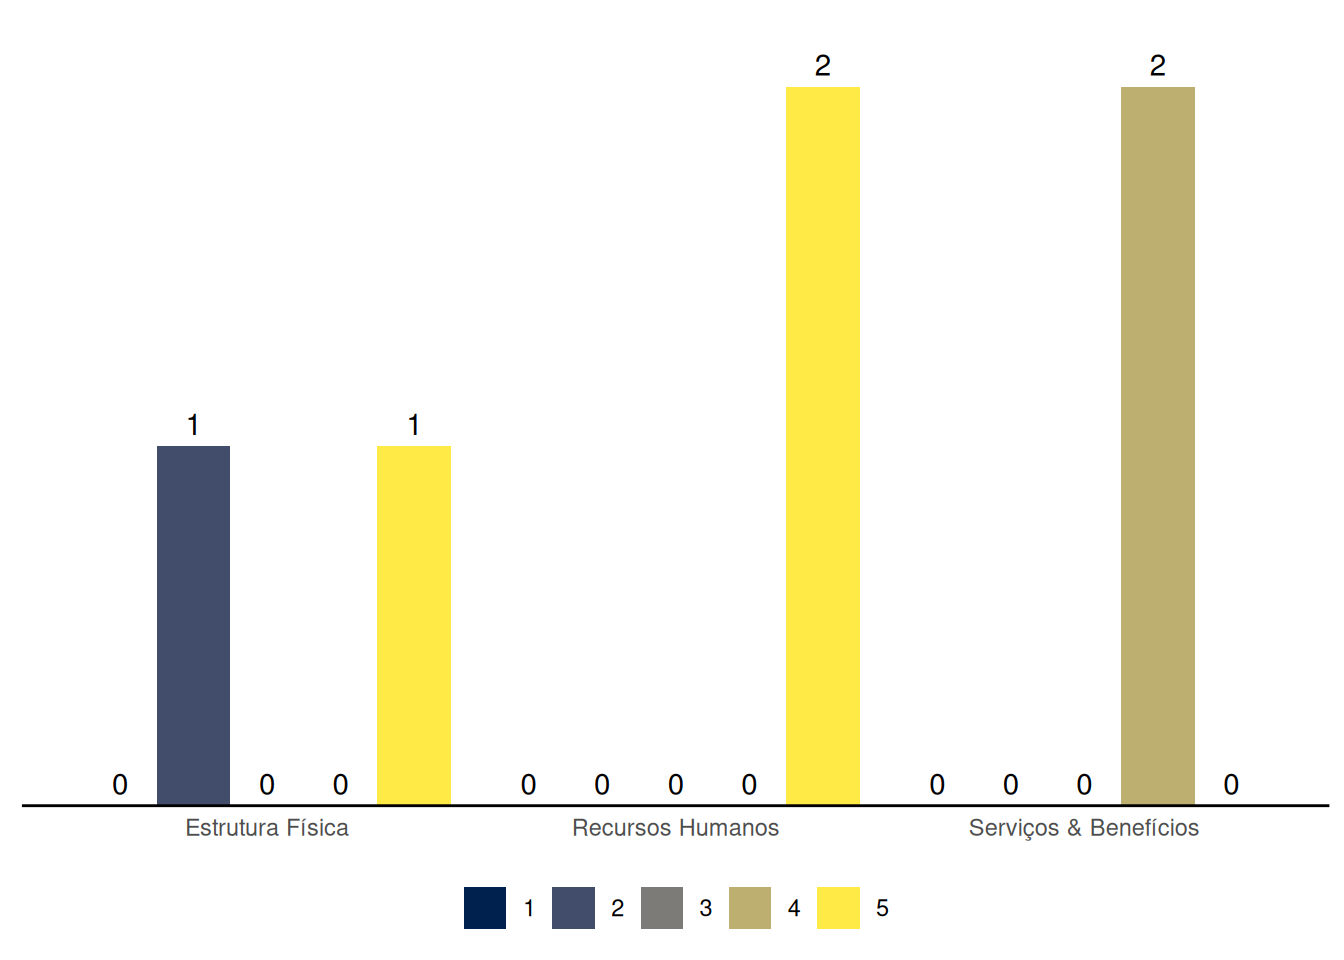 2 2
1 1
0 0 0 0 0 0 0 0 0 0 0
Estrutura Física Recursos Humanos Serviços & Benefícios
1 2 3 4 5